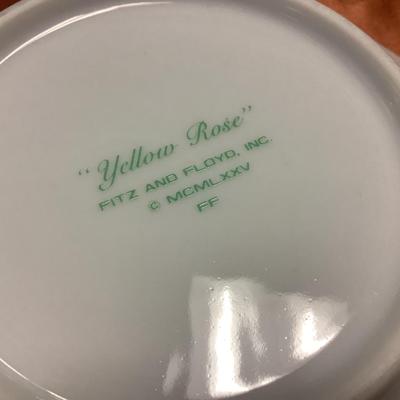 "Yellow Rose"
FITZ AND FLOYD, INC.
© MCMLXXV
FF